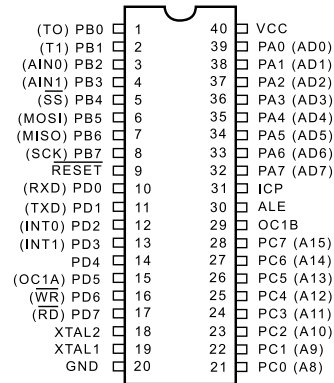 (TO) PB0 1 40 VCC
(T1) PB1 2 39 PA0 (AD0)
(AIN0) PB2 3 38 PA1 (AD1)
(AIN1) PB3 4 37 PA2 (AD2)
(SS) PB4 5 36 PA3 (AD3)
(MOSI) PB5 6 35 PA4 (AD4)
(MISO) PB6 7 34 PA5 (AD5)
(SCK) PB7 8 33 PA6 (AD6)
RESET 9 32 PA7 (AD7)
(RXD) PD0 10 31 ICP
(TXD) PD1 11 30 ALE
(INT0) PD2 12 29 OC1B
(INT1) PD3 13 28 PC7 (A15)
PD4 14 27 PC6 (A14)
(OC1A) PD5 15 26 PC5 (A13)
(WR) PD6 16 25 PC4 (A12)
(RD) PD7 17 24 PC3 (A11)
XTAL2 18 23 PC2 (A10)
XTAL1 19 22 PC1 (A9)
GND 20 21 PC0 (A8)